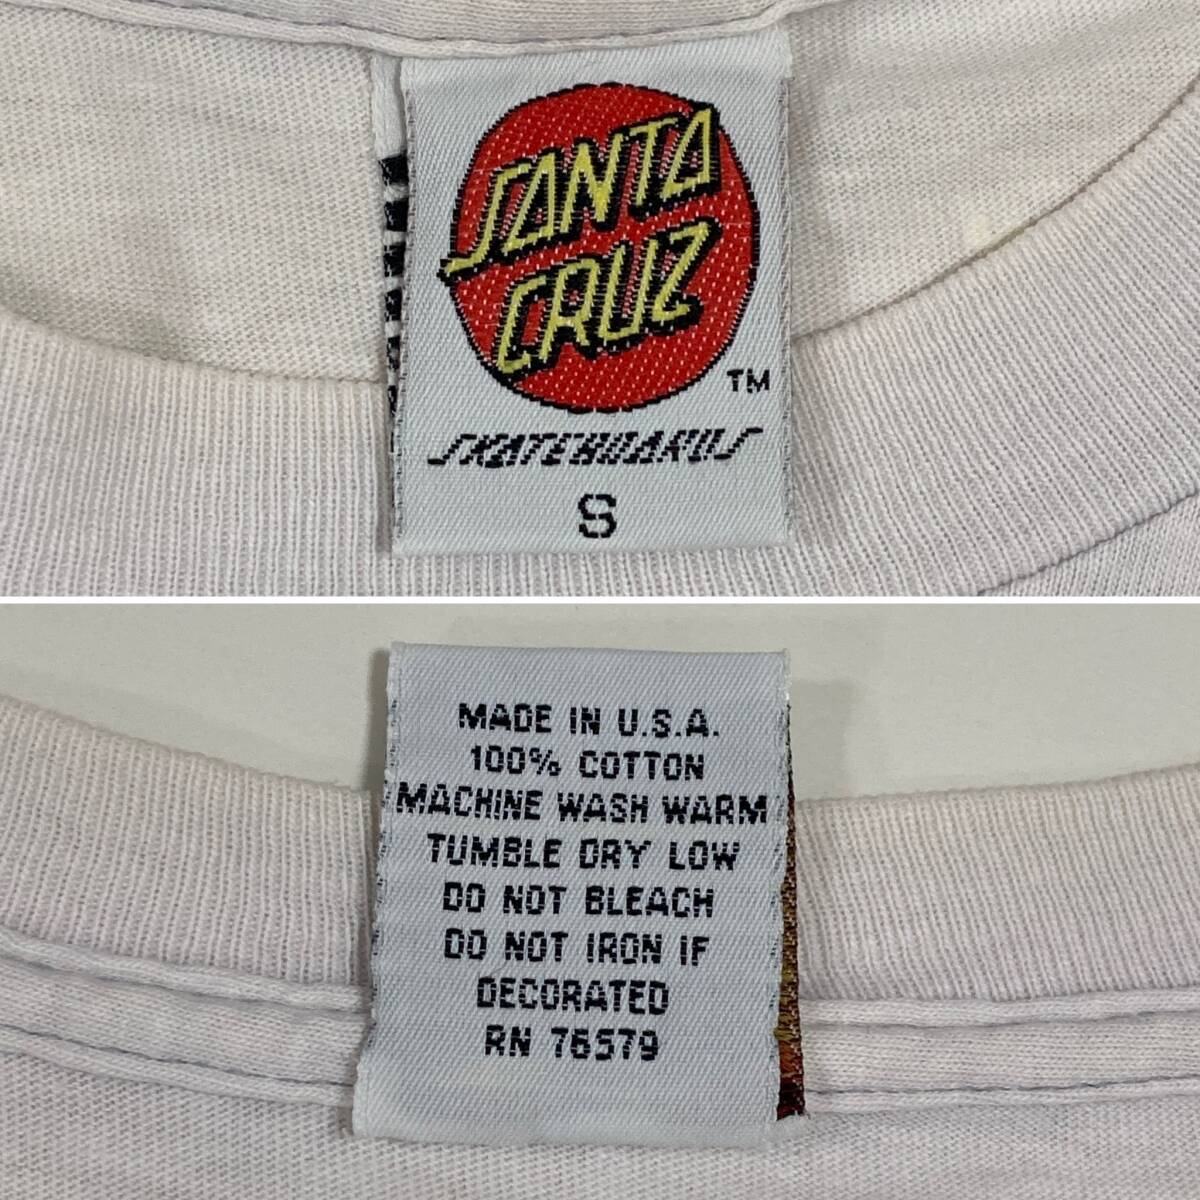 SANTA
CRUZ
TM
SKATEBOARDS
S
MADE IN U.S.A.
100% COTTON
MACHINE WASH WARM
TUMBLE DRY LOW
DO NOT BLEACH
DO NOT IRON IF
DECORATED
RN 76579